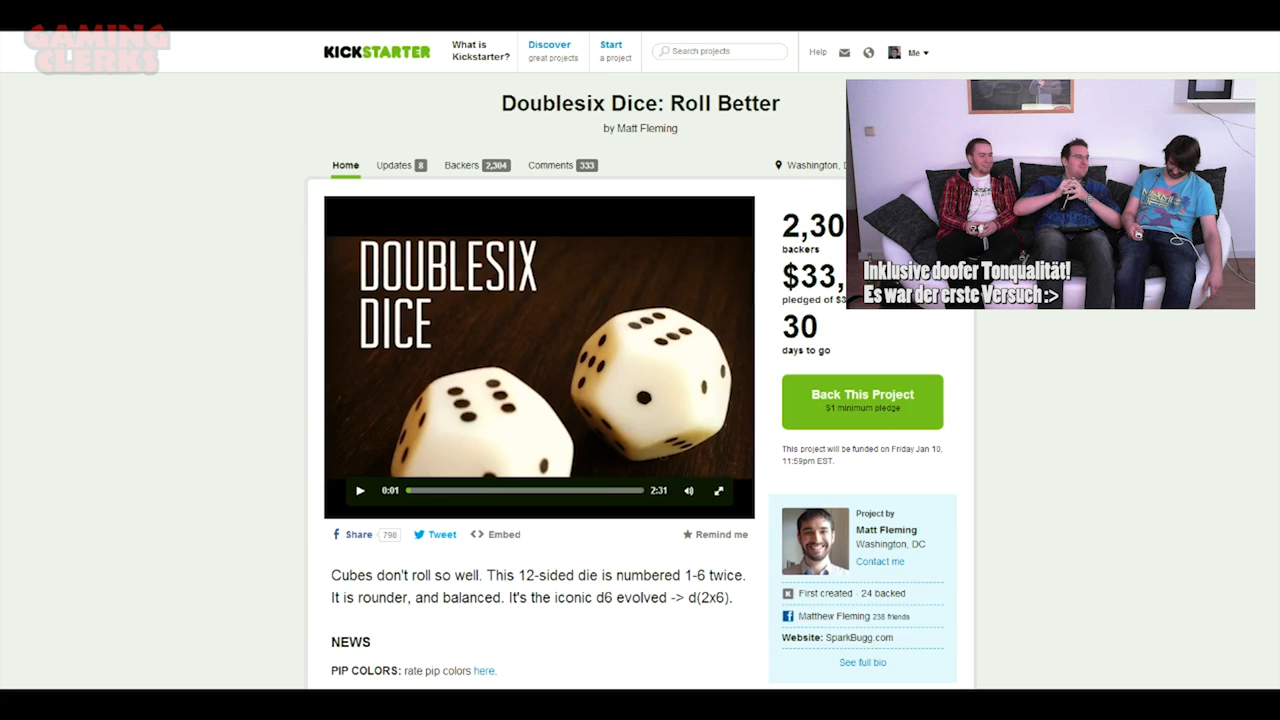 GAMING
CLERKS
KICKSTARTER
What is
Kickstarter?
Discover
great projects
Start
a project
Search projects
Help
Me
Doublesix Dice: Roll Better
by Matt Fleming
Home
Updates 8
Backers 2,304
Comments 333
Washington,
DOUBLESIX
DICE
0:01
2:31
2,30
backers
$33,
pledged of
30
days to go
Inklusive doofer Tonqualität!
Es war der erste Versuch :>
Back This Project
$1 minimum pledge
This project will be funded on Friday Jan 10,
11:59pm EST.
Share 798
Tweet
Embed
Remind me
Project by
Matt Fleming
Washington, DC
Contact me
First created · 24 backed
Matthew Fleming 238 friends
Website: SparkBugg.com
See full bio
Cubes don't roll so well. This 12-sided die is numbered 1-6 twice.
It is rounder, and balanced. It's the iconic d6 evolved -> d(2x6).
NEWS
PIP COLORS: rate pip colors here.